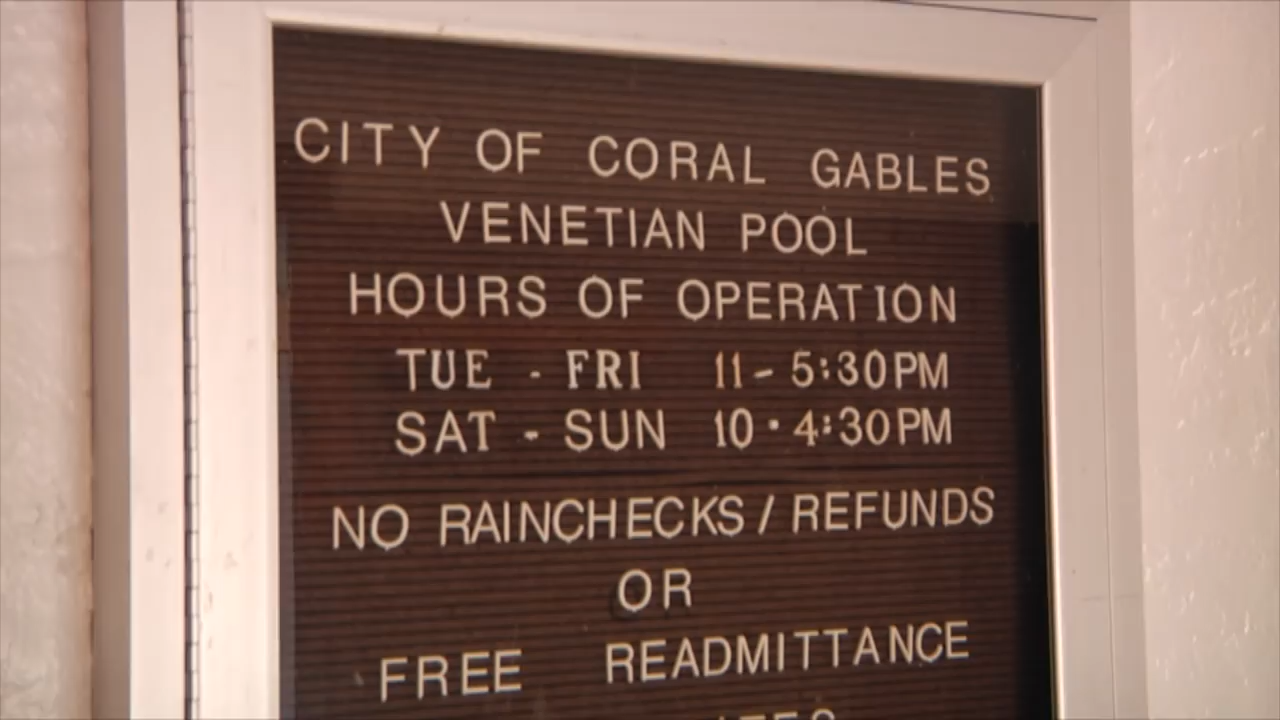 CITY OF CORAL GABLES
VENETIAN POOL
HOURS OF OPERATION
TUE - FRI 11 - 5:30PM
SAT - SUN 10 - 4:30PM
NO RAINCHECKS / REFUNDS
OR
FREE READMITTANCE